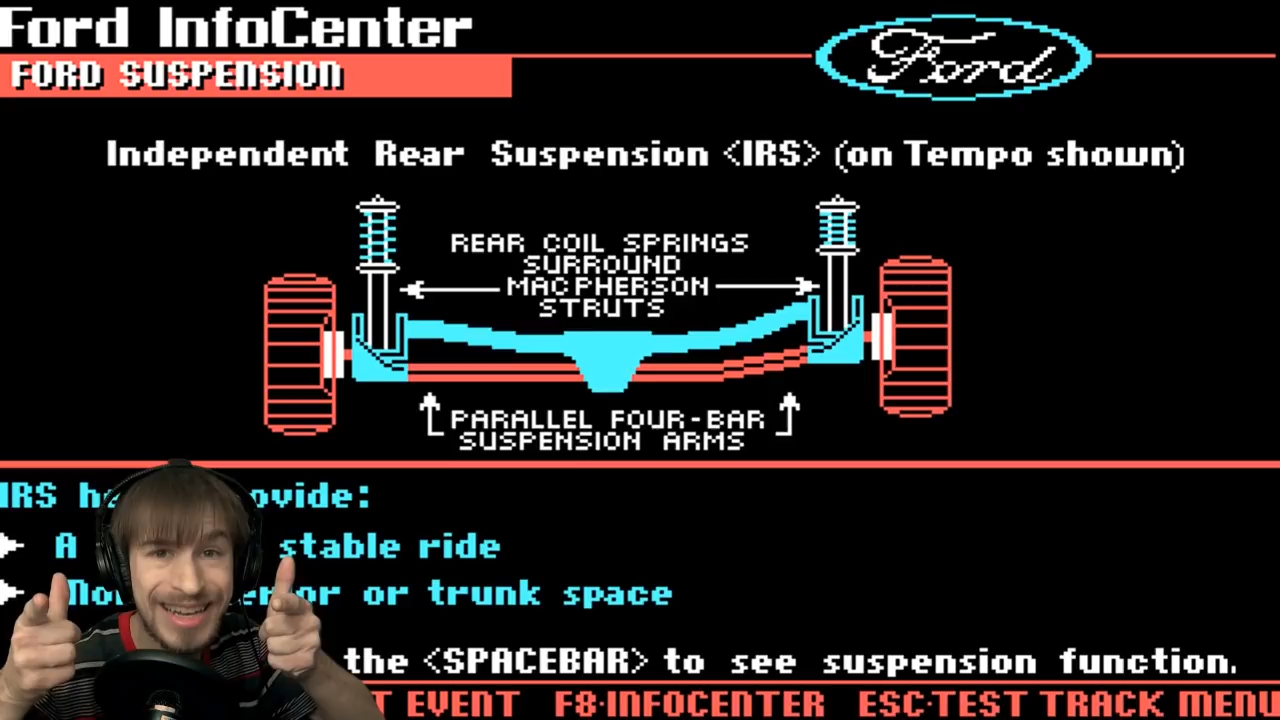 Ford InfoCenter
Ford
FORD SUSPENSION
Independent Rear Suspension <IRS> (on Tempo shown)
REAR COIL SPRINGS
SURROUND
MACPHERSON
STRUTS
PARALLEL FOUR-BAR
SUSPENSION ARMS
IRS
A stable ride
or trunk space
the <SPACEBAR> to see suspension function.
EVENT F8·INFOCENTER ESC·TEST TRACK MENU